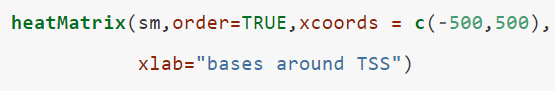 heatMatrix(sm,order=TRUE,xcoords = c(-500,500),
xlab="bases around TSS")